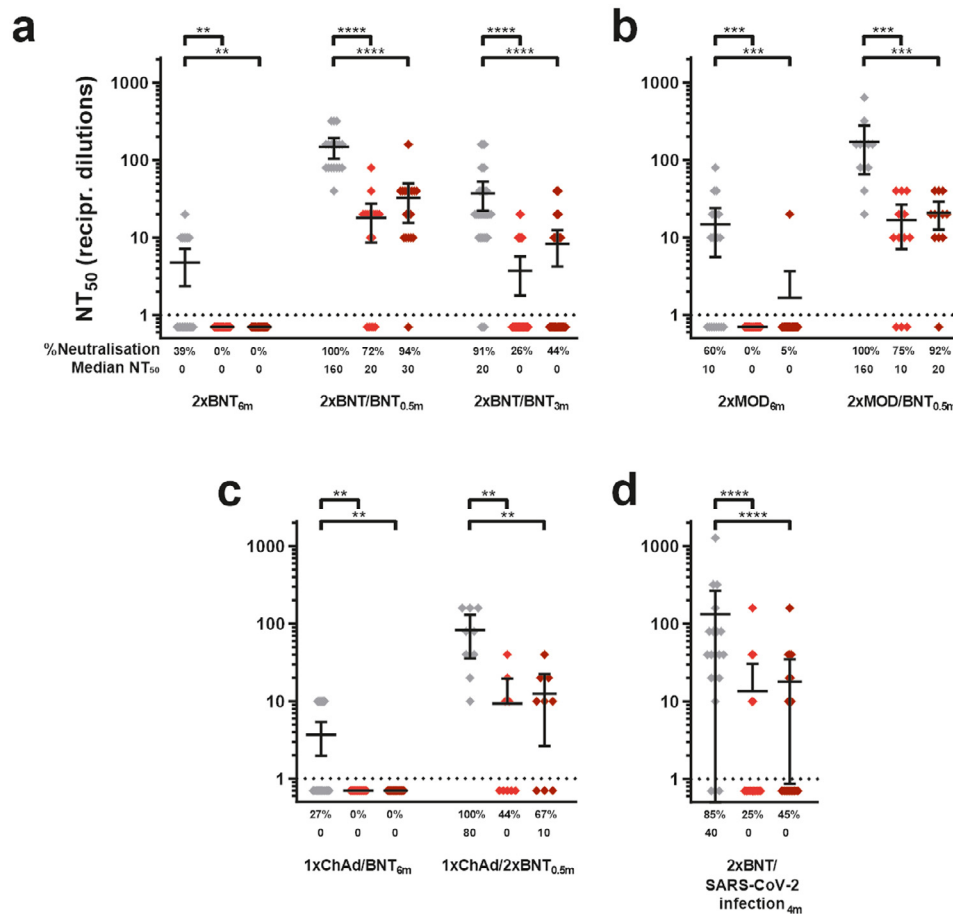 a
b
** **** **** *** ***
** **** **** *** ***
NT50 (recipr. dilutions)
1000 1000
100 100
10 10
1 1
%Neutralisation 39% 0% 0% 100% 72% 94% 91% 26% 44% 60% 0% 5% 100% 75% 92%
Median NT50 0 0 0 160 20 30 20 0 0 10 0 0 160 10 20
2xBNT6m 2xBNT/BNT0.5m 2xBNT/BNT3m 2xMOD6m 2xMOD/BNT0.5m
c
d
** ** ****
** ** ****
1000 1000
100 100
10 10
1 1
27% 0% 0% 100% 44% 67% 85% 25% 45%
0 0 0 80 0 10 40 0 0
1xChAd/BNT6m 1xChAd/2xBNT0.5m 2xBNT/
SARS-CoV-2
infection 4m